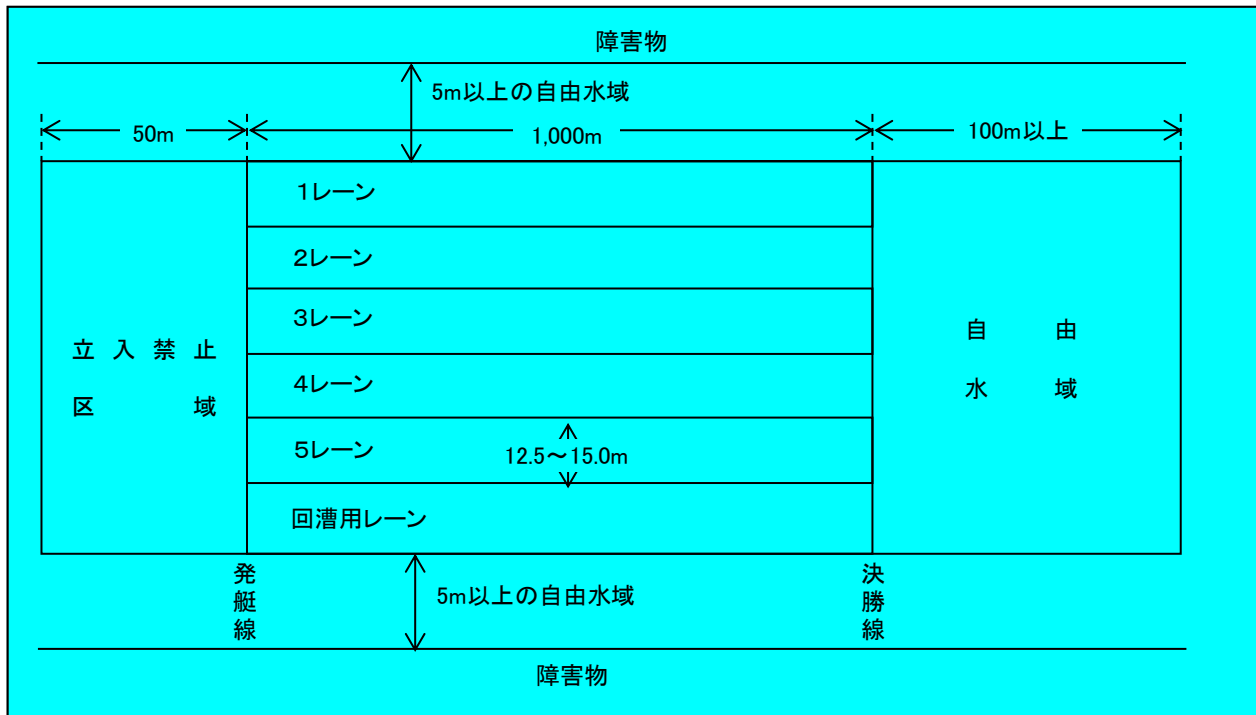 障害物
5m以上の自由水域
50m
1,000m
100m以上
1レーン
2レーン
3レーン
4レーン
5レーン
12.5～15.0m
回漕用レーン
立入禁止
区域
自由
水域
発艇線
決勝線
5m以上の自由水域
障害物